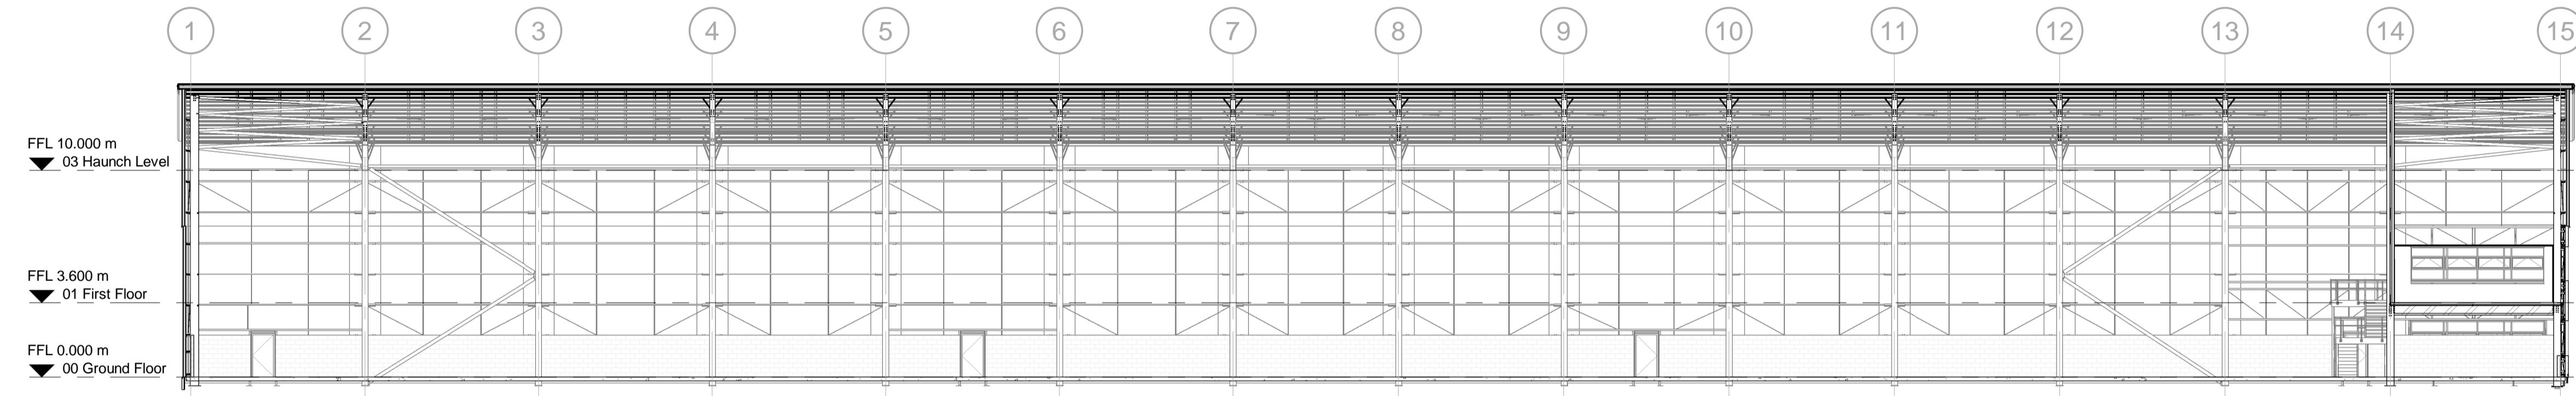 1 2 3 4 5 6 7 8 9 10 11 12 13 14 15
FFL 10.000 m
03 Haunch Level
FFL 3.600 m
01 First Floor
FFL 0.000 m
00 Ground Floor